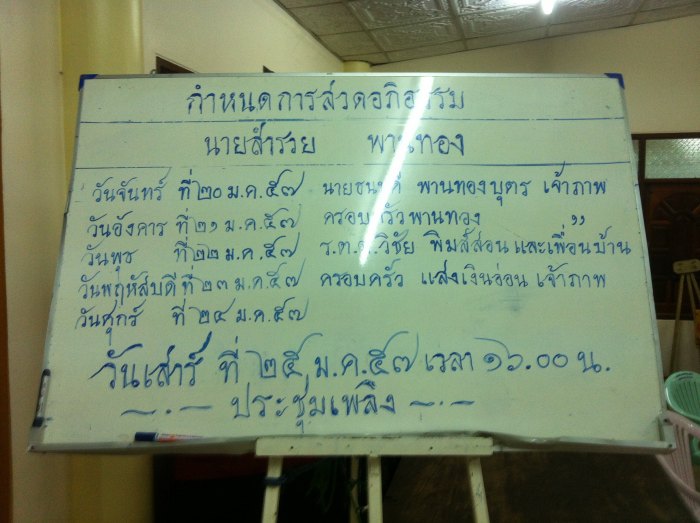 กำหนดการสวดอภิธรรม
นายสำรวย พานทอง
วันจันทร์ ที่ ๒๐ ม.ค.๕๗ พานทองบุตร เจ้าภาพ
วันอังคาร ที่ ๒๑ ม.ค.๕๗ ครอบครัวพานทอง ,,
วันพุธ ที่ ๒๒ ม.ค.๕๗ ร.ต.ต.วิชัย พิมส์สอน และเพื่อนบ้าน
วันพฤหัสบดี ที่ ๒๓ ม.ค.๕๗ ครอบครัว แสงเงินอ่อน เจ้าภาพ
วันศุกร์ ที่ ๒๔ ม.ค.๕๗
วันเสาร์ ที่ ๒๕ ม.ค.๕๗ เวลา ๑๖.๐๐ น.
—.— ประชุมเพลิง —.—